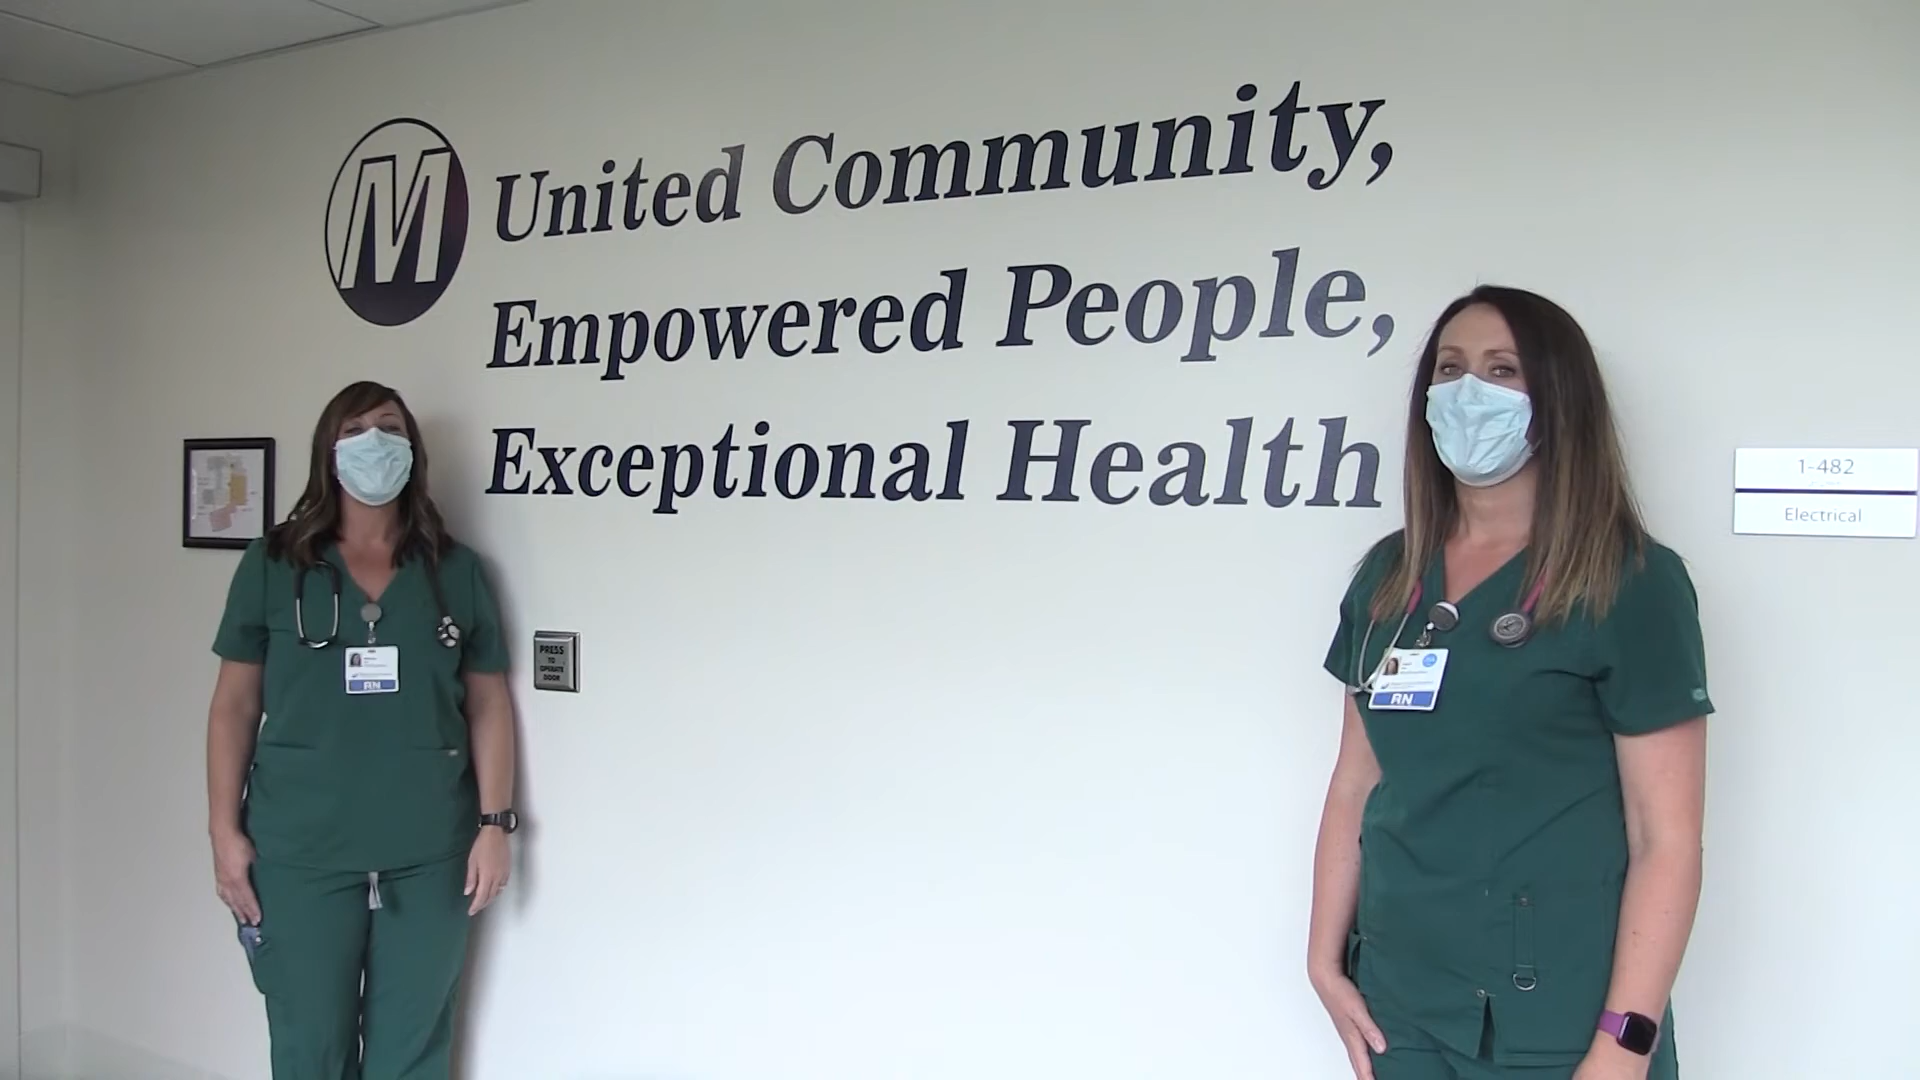 M
United Community,
Empowered People,
Exceptional Health
1-482
Electrical
PRESS
TO
OPERATE
DOOR
RN
RN